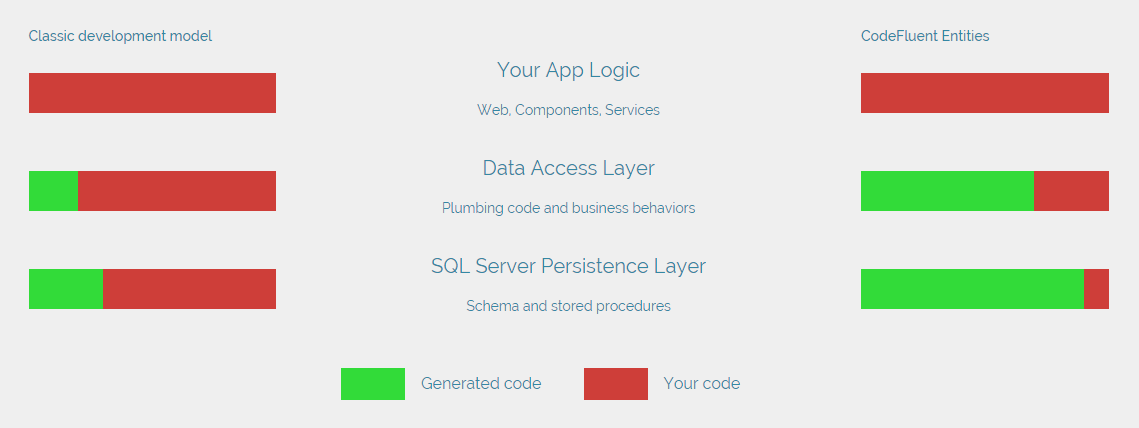 Classic development model
CodeFluent Entities
Your App Logic
Web, Components, Services
Data Access Layer
Plumbing code and business behaviors
SQL Server Persistence Layer
Schema and stored procedures
Generated code
Your code